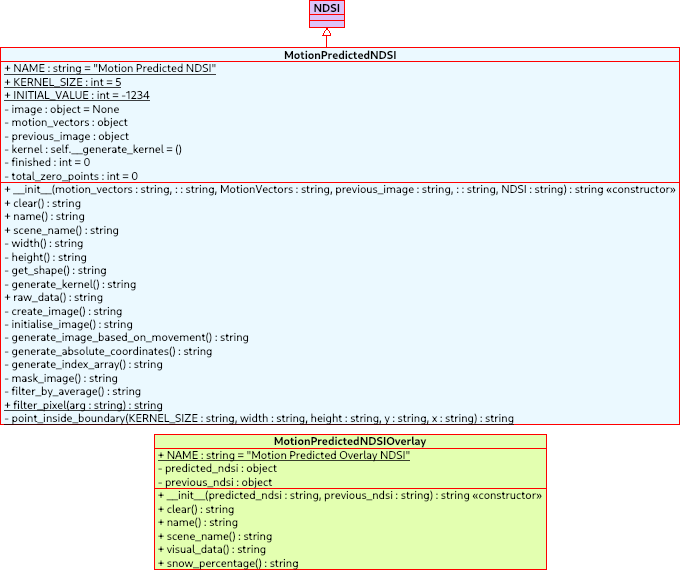 NDSI
MotionPredictedNDSI
+ NAME : string = "Motion Predicted NDSI"
+ KERNEL_SIZE : int = 5
+ INITIAL_VALUE : int = -1234
- image : object = None
- motion_vectors : object
- previous_image : object
- kernel : self.__generate_kernel = ()
- finished : int = 0
- total_zero_points : int = 0
+ __init__(motion_vectors : string, : : string, MotionVectors : string, previous_image : string, : : string, NDSI : string) : string «constructor»
+ clear() : string
+ name() : string
+ scene_name() : string
- width() : string
- height() : string
- get_shape() : string
- generate_kernel() : string
+ raw_data() : string
- create_image() : string
- initialise_image() : string
- generate_image_based_on_movement() : string
- generate_absolute_coordinates() : string
- generate_index_array() : string
- mask_image() : string
- filter_by_average() : string
+ filter_pixel(arg : string) : string
- point_inside_boundary(KERNEL_SIZE : string, width : string, height : string, y : string, x : string) : string
MotionPredictedNDSIOverlay
+ NAME : string = "Motion Predicted Overlay NDSI"
- predicted_ndsi : object
- previous_ndsi : object
+ __init__(predicted_ndsi : string, previous_ndsi : string) : string «constructor»
+ clear() : string
+ name() : string
+ scene_name() : string
+ visual_data() : string
+ snow_percentage() : string